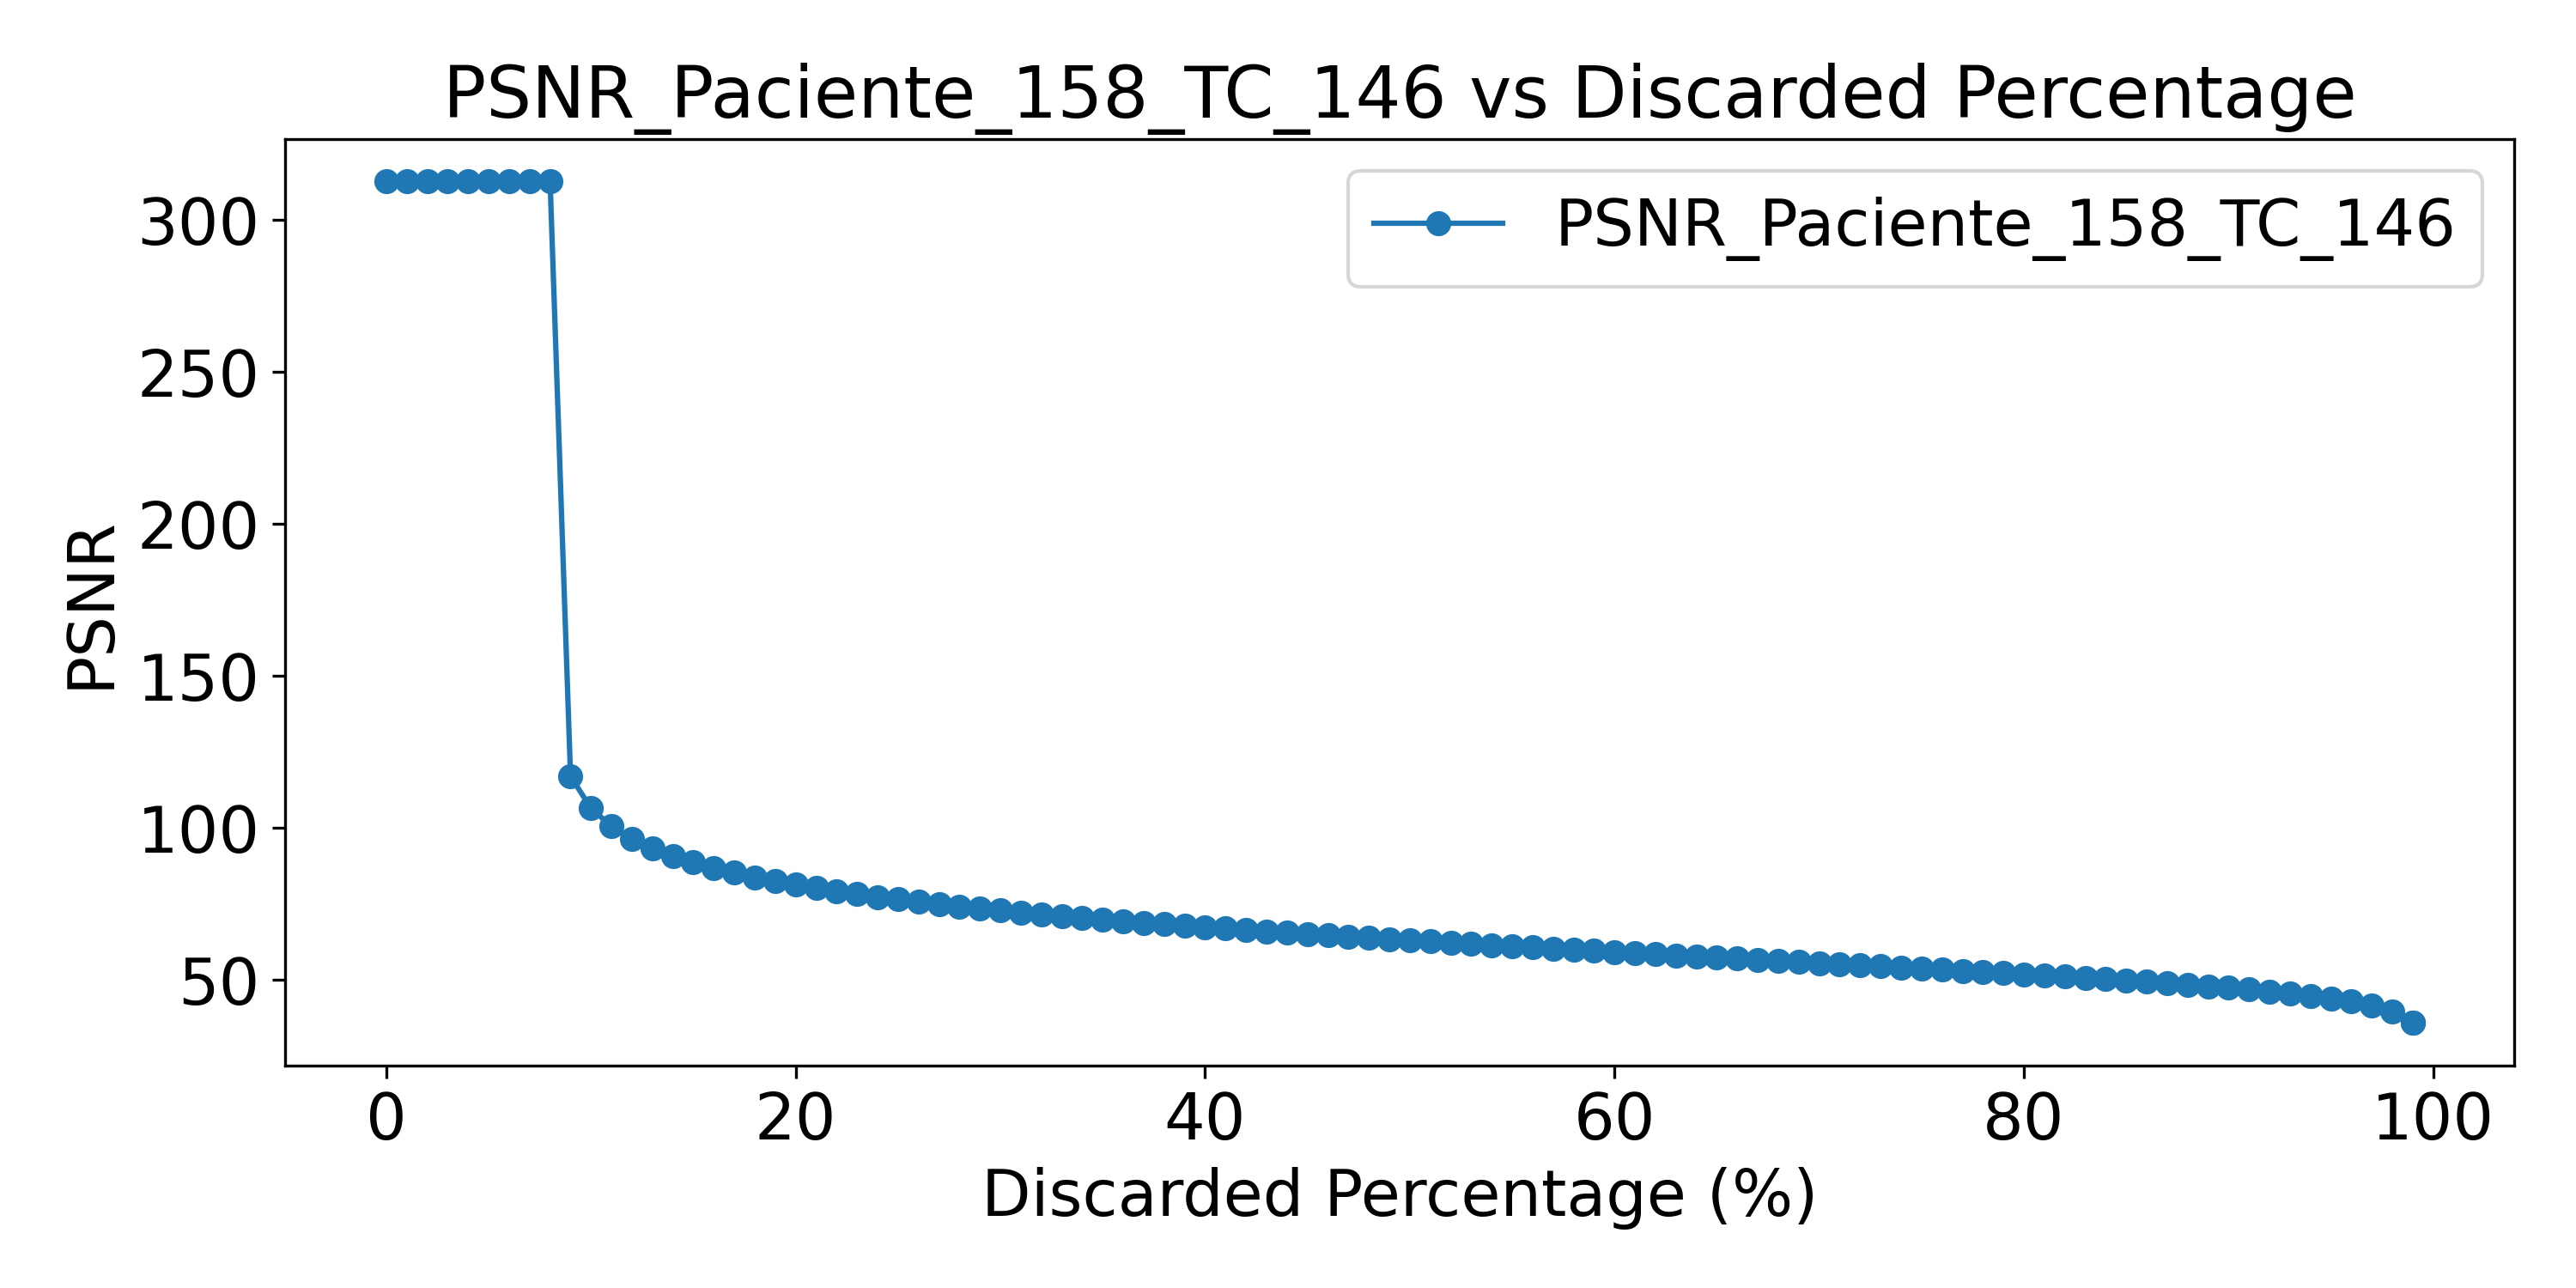 PSNR_Paciente_158_TC_146 vs Discarded Percentage
PSNR_Paciente_158_TC_146
300
250
200
150
100
50
PSNR
0 20 40 60 80 100
Discarded Percentage (%)